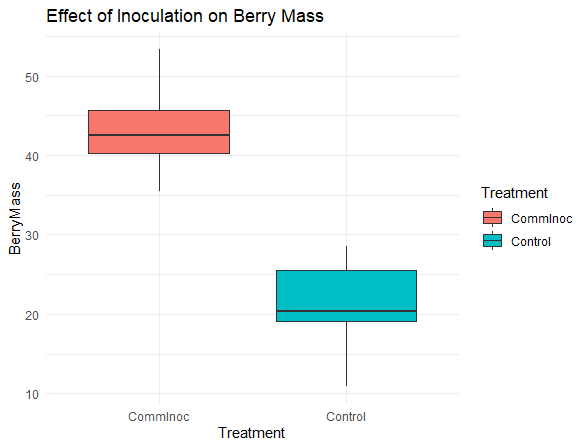 Effect of Inoculation on Berry Mass
BerryMass
50
40
30
20
10
CommInoc
Control
Treatment
Treatment
CommInoc
Control